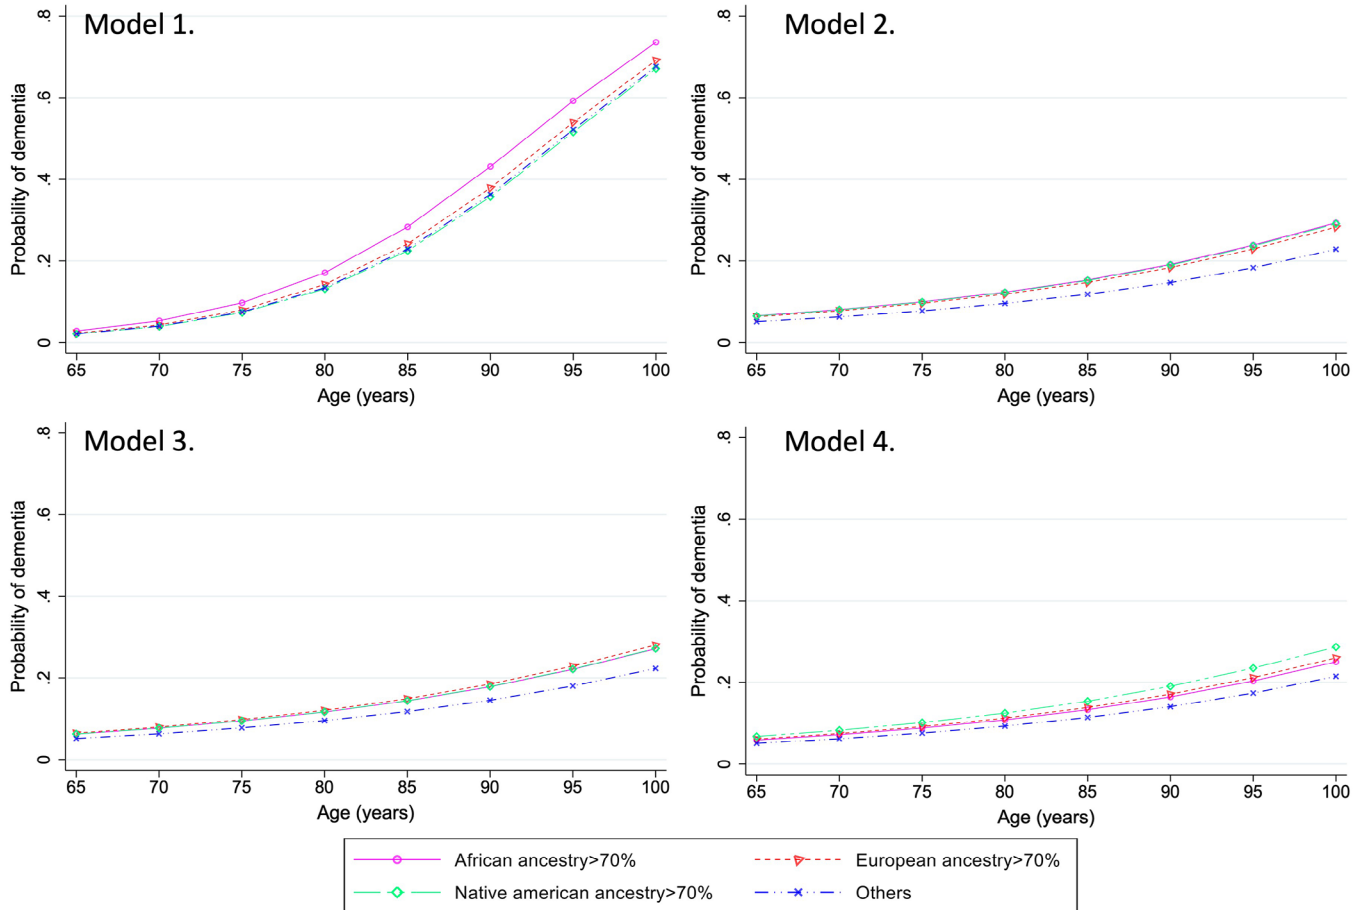 Model 1.
Probability of dementia
.8
.6
.4
.2
0
65 70 75 80 85 90 95 100
Age (years)
Model 2.
Probability of dementia
.8
.6
.4
.2
0
65 70 75 80 85 90 95 100
Age (years)
Model 3.
Probability of dementia
.8
.6
.4
.2
0
65 70 75 80 85 90 95 100
Age (years)
Model 4.
Probability of dementia
.8
.6
.4
.2
0
65 70 75 80 85 90 95 100
Age (years)
African ancestry>70% European ancestry>70%
Native american ancestry>70% Others